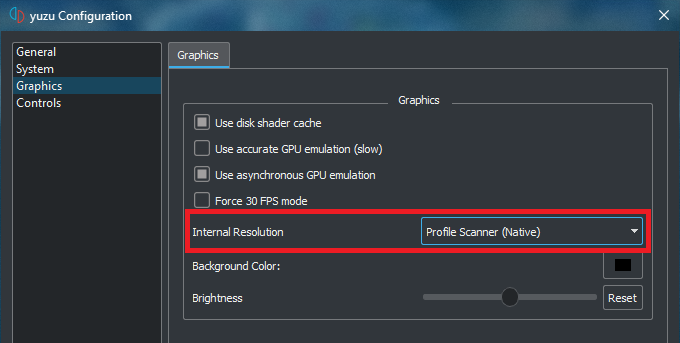 yuzu Configuration
General
System
Graphics
Controls
Graphics
Graphics
Use disk shader cache
Use accurate GPU emulation (slow)
Use asynchronous GPU emulation
Force 30 FPS mode
Internal Resolution Profile Scanner (Native)
Background Color:
Brightness Reset